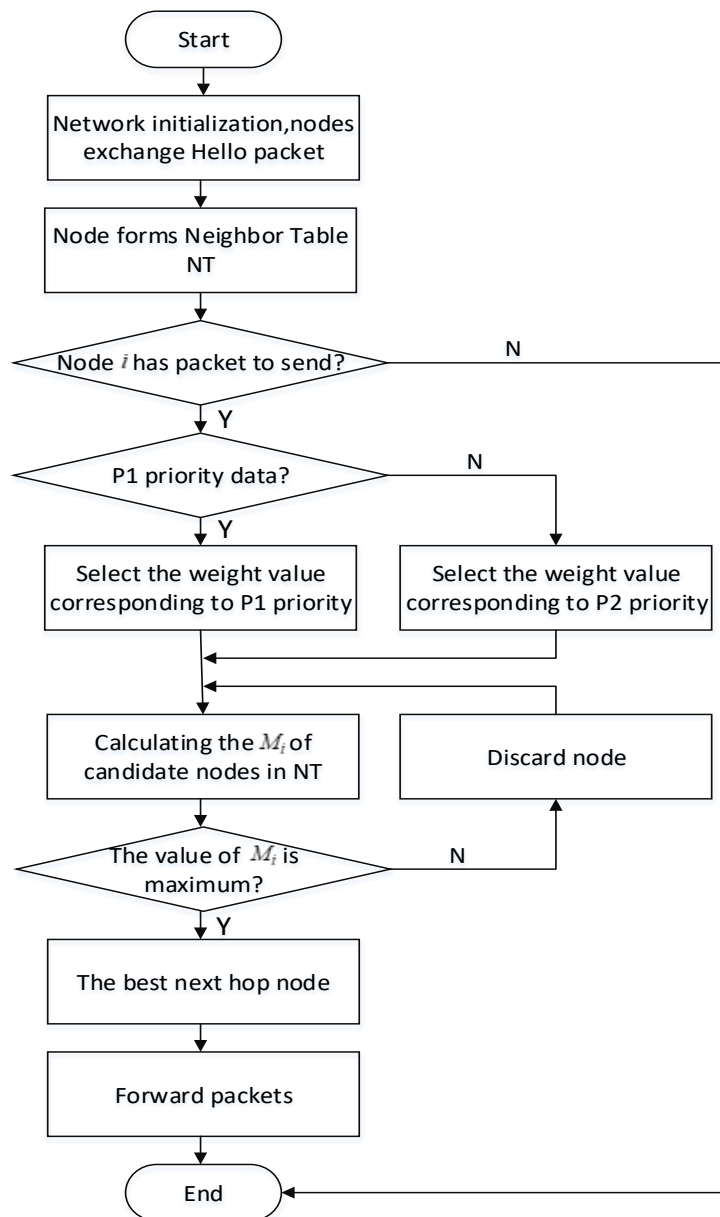 Start
Network initialization,nodes
exchange Hello packet
Node forms Neighbor Table
NT
Node i has packet to send?
N
Y
P1 priority data?
N
Y
Select the weight value
corresponding to P1 priority
Select the weight value
corresponding to P2 priority
Calculating the M_i of
candidate nodes in NT
Discard node
The value of M_i is
maximum?
N
Y
The best next hop node
Forward packets
End